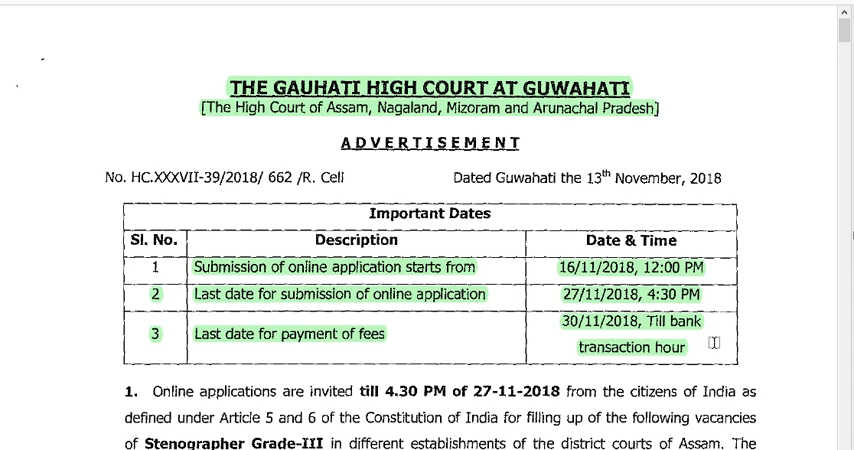 THE GAUHATI HIGH COURT AT GUWAHATI
[The High Court of Assam, Nagaland, Mizoram and Arunachal Pradesh]
ADVERTISEMENT
No. HC.XXXVII-39/2018/ 662 /R. Cell Dated Guwahati the 13th November, 2018
Important Dates
Sl. No. Description Date & Time
1 Submission of online application starts from 16/11/2018, 12:00 PM
2 Last date for submission of online application 27/11/2018, 4:30 PM
3 Last date for payment of fees 30/11/2018, Till bank
transaction hour
1. Online applications are invited till 4.30 PM of 27-11-2018 from the citizens of India as
defined under Article 5 and 6 of the Constitution of India for filling up of the following vacancies
of Stenographer Grade-III in different establishments of the district courts of Assam. The